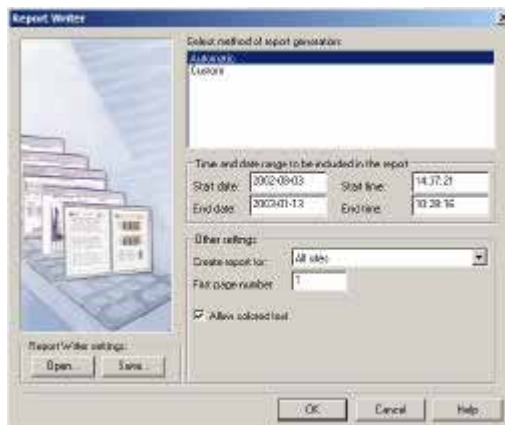 Report Writer
Select method of report generation:
Automatic
Custom
Time and date range to be included in the report
Start date: 2002-08-03 Start time: 14:37:21
End date: 2003-01-13 End time: 10:28:16
Other settings
Create report for: All sites
First page number: 1
Allow colored text
Report Writer settings:
Open... Save...
OK Cancel Help